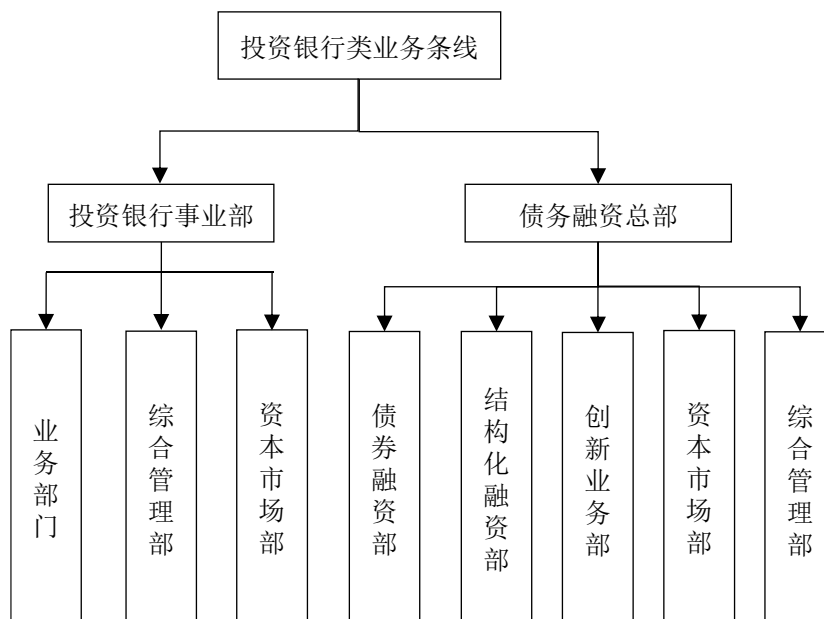 投资银行类业务条线
投资银行事业部
债务融资总部
业务部门
综合管理部
资本市场部
债券融资部
结构化融资部
创新业务部
资本市场部
综合管理部